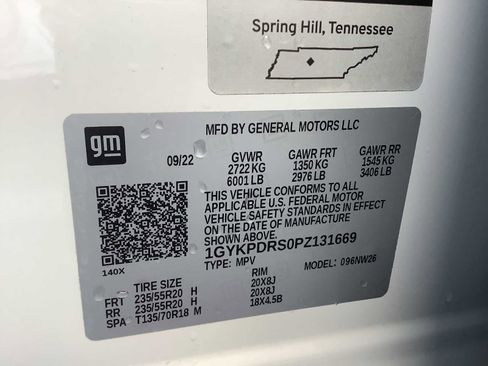 Spring Hill, Tennessee
gm
MFD BY GENERAL MOTORS LLC
09/22 GVWR GAWR FRT GAWR RR
2722 KG 1350 KG 1545 KG
6001 LB 2976 LB 3406 LB
THIS VEHICLE CONFORMS TO ALL
APPLICABLE U.S. FEDERAL MOTOR
VEHICLE SAFETY STANDARDS IN EFFECT
ON THE DATE OF MANUFACTURE
SHOWN ABOVE.
1GYKPDRS0PZ131669
140X TYPE: MPV MODEL: 096NW26
TIRE SIZE RIM
FRT 235/55R20 H 20X8J
RR 235/55R20 H 20X8J
SPA T135/70R18 M 18X4.5B